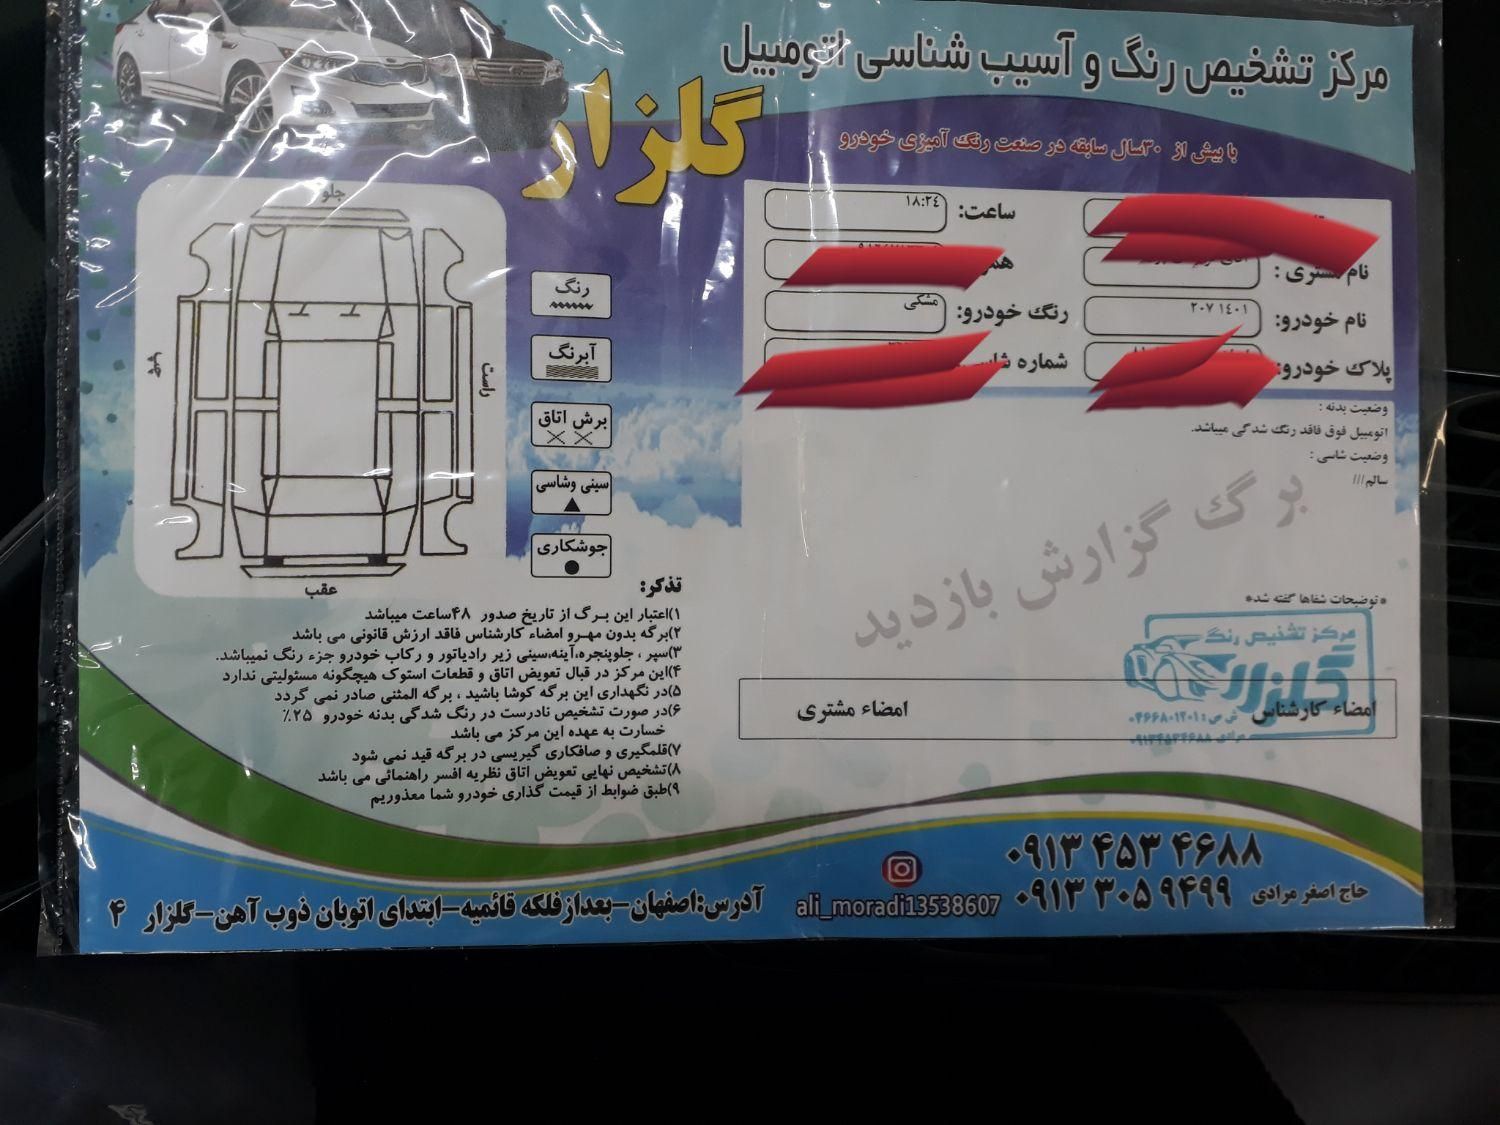 مرکز تشخیص رنگ و آسیب شناسی اتومبیل
گلزار
با بیش از ۳۰سال سابقه در صنعت رنگ آمیزی خودرو
ساعت: ۱۸:۲٤
نام مشتری :
نام خودرو: ۲۰۷ ۱٤۰۱
رنگ خودرو: مشکی
پلاک خودرو:
شماره
وضعیت بدنه :
اتومبیل فوق فاقد رنگ شدگی میباشد.
وضعیت شاسی :
سالم///
برگ گزارش بازدید
*توضیحات شفاها گفته شد*
مرکز تشخیص رنگ
گلزار
امضاء کارشناس
امضاء مشتری
جلو
راست
عقب
رنگ
آبرنگ
برش اتاق
سینی وشاسی
جوشکاری
تذکر:
۱)اعتبار این برگ از تاریخ صدور ۴۸ساعت میباشد
۲)برگه بدون مهرو امضاء کارشناس فاقد ارزش قانونی می باشد
۳)سپر ، جلوپنجره،آینه،سینی زیر رادیاتور و رکاب خودرو جزء رنگ نمیباشد.
۴)این مرکز در قبال تعویض اتاق و قطعات استوک هیچگونه مسئولیتی ندارد
۵)در نگهداری این برگه کوشا باشید ، برگه المثنی صادر نمی گردد
۶)در صورت تشخیص نادرست در رنگ شدگی بدنه خودرو ۲۵٪
خسارت به عهده این مرکز می باشد
۷)قلمگیری و صافکاری گیریسی در برگه قید نمی شود
۸)تشخیص نهایی تعویض اتاق نظریه افسر راهنمائی می باشد
۹)طبق ضوابط از قیمت گذاری خودرو شما معذوریم
۰۹۱۳ ۴۵۳ ۴۶۸۸
حاج اصغر مرادی ۰۹۱۳ ۳۰۵ ۹۴۹۹
ali_moradi13538607
آدرس:اصفهان-بعدازفلکه قائمیه-ابتدای اتوبان ذوب آهن-گلزار ۴